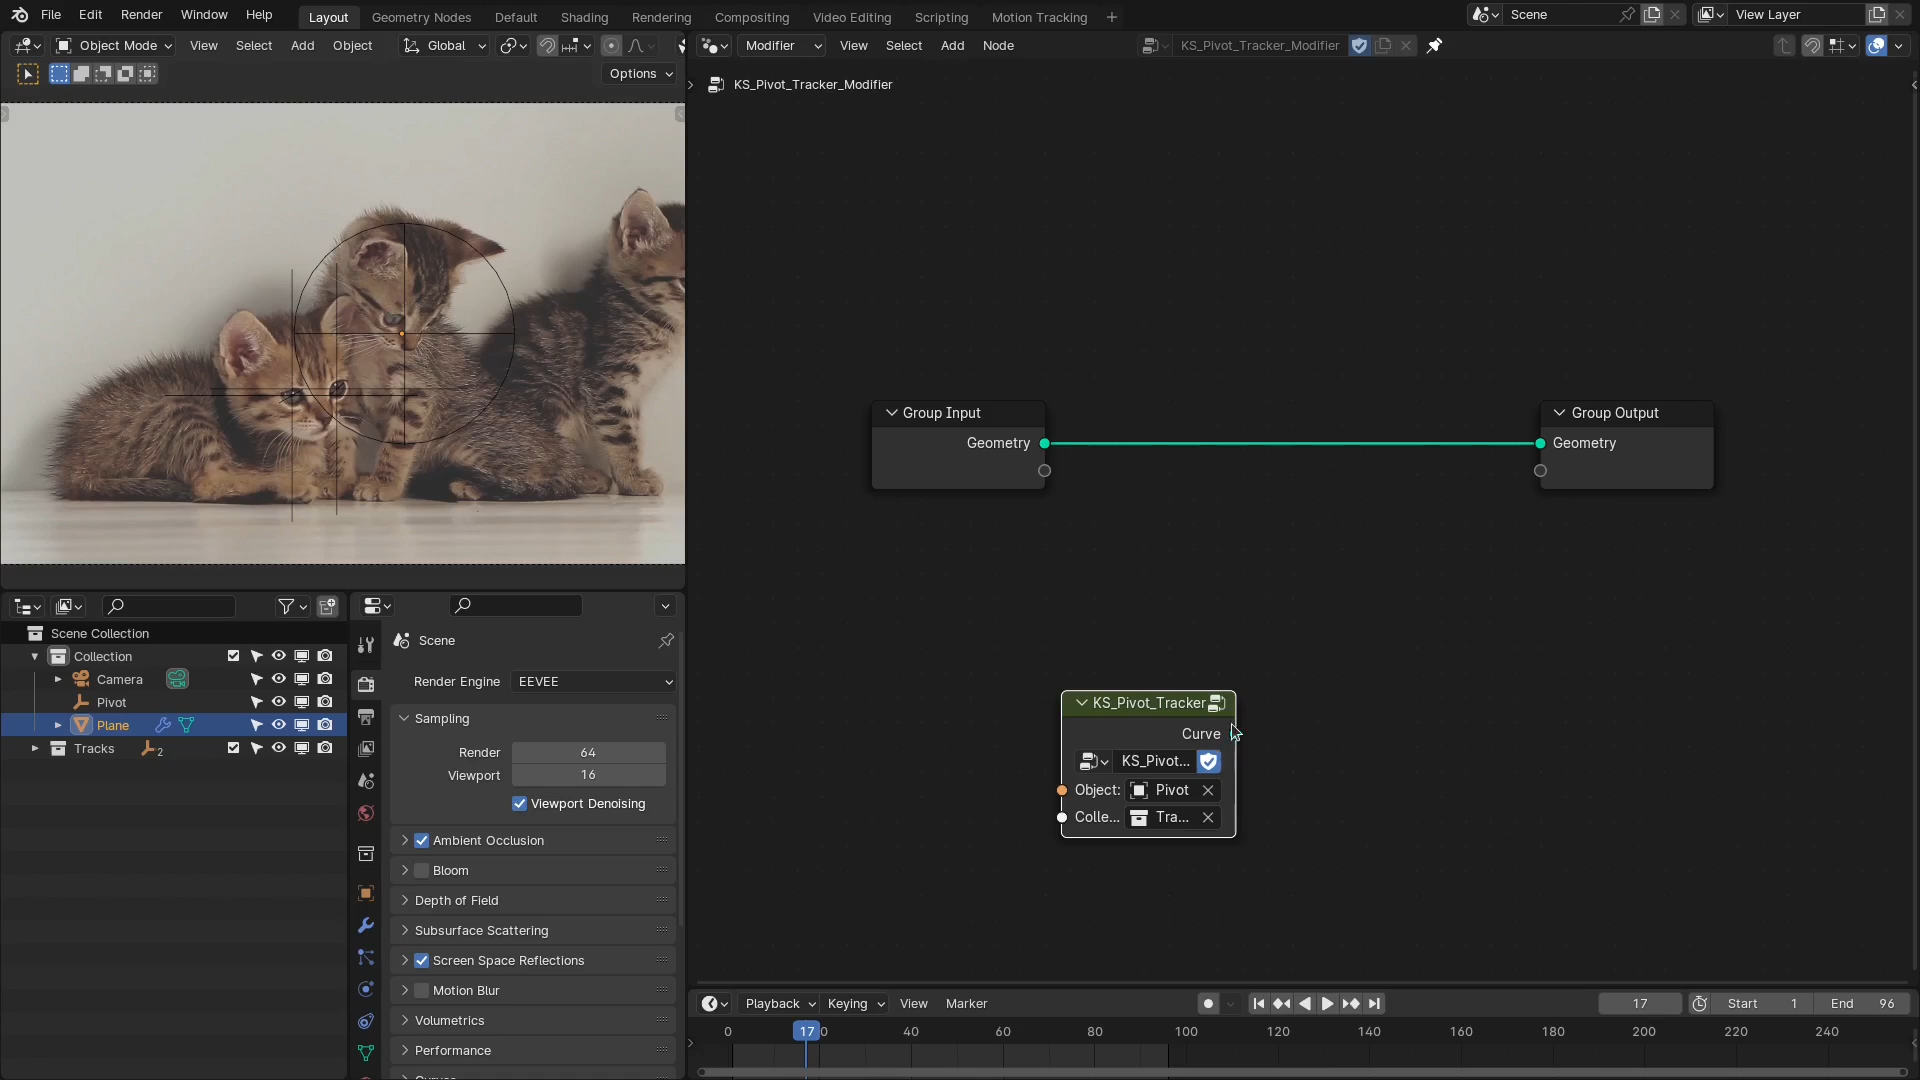 File Edit Render Window Help Layout Geometry Nodes Default Shading Rendering Compositing Video Editing Scripting Motion Tracking + Scene View Layer
Object Mode View Select Add Object Global
Options
Modifier View Select Add Node KS_Pivot_Tracker_Modifier
KS_Pivot_Tracker_Modifier
Group Input
Geometry
Group Output
Geometry
KS_Pivot_Tracker
Curve
KS_Pivot...
Object: Pivot
Colle... Tra...
Scene Collection
Collection
Camera
Pivot
Plane
Tracks 2
Scene
Render Engine EEVEE
Sampling
Render 64
Viewport 16
Viewport Denoising
Ambient Occlusion
Bloom
Depth of Field
Subsurface Scattering
Screen Space Reflections
Motion Blur
Volumetrics
Performance
Playback Keying View Marker 17 Start 1 End 96
0 17 40 60 80 100 120 140 160 180 200 220 240